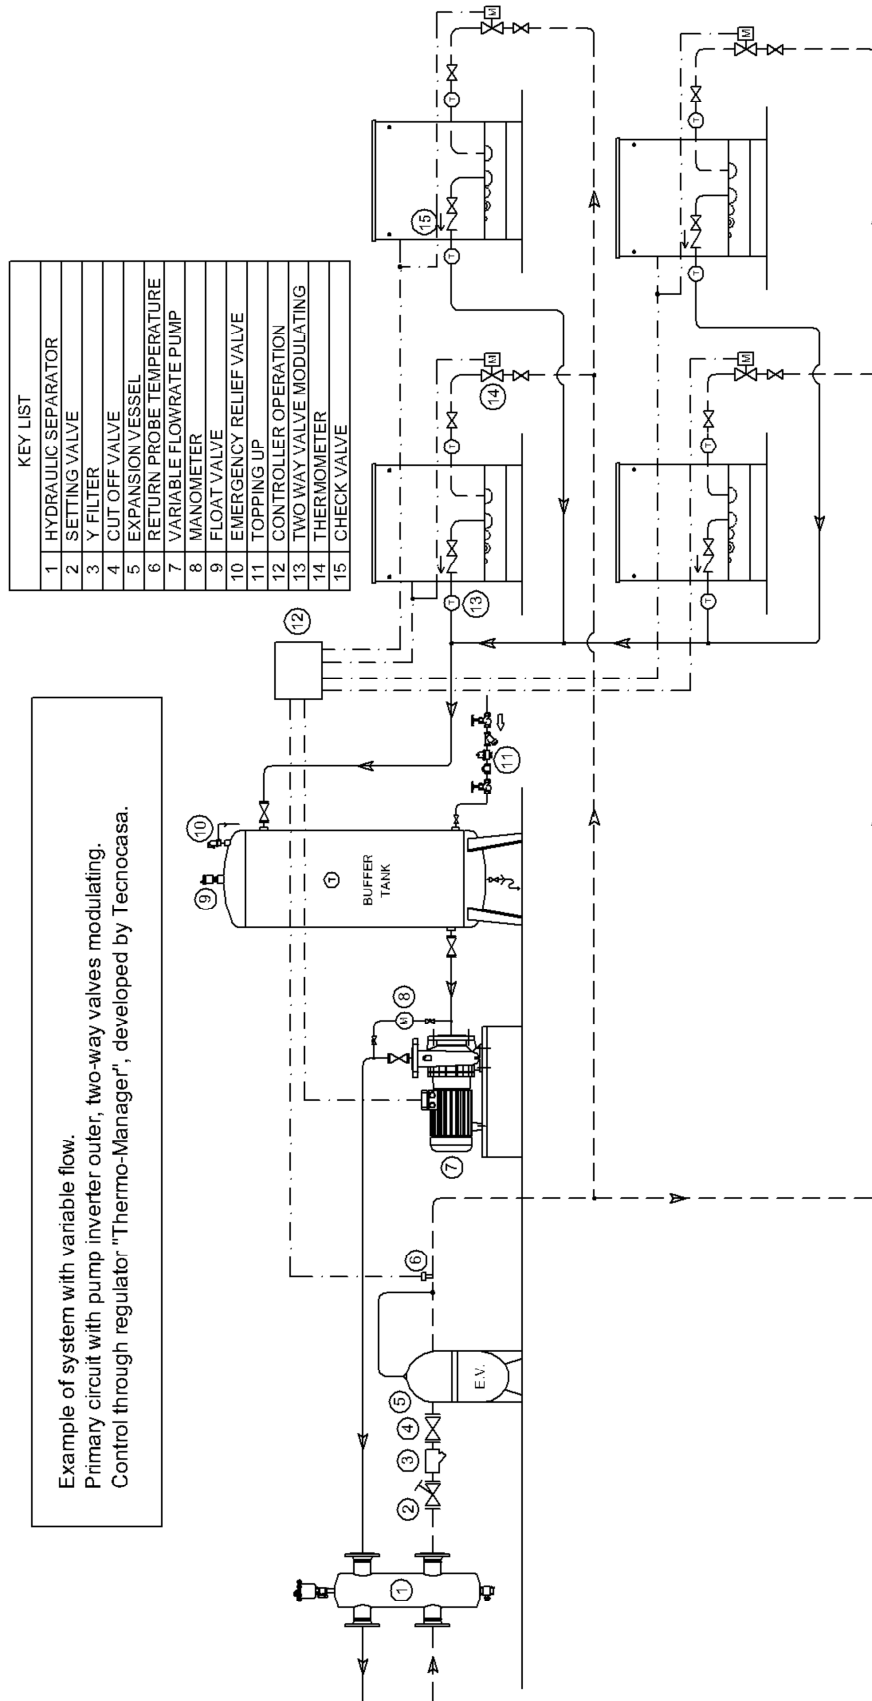 Example of system with variable flow.
Primary circuit with pump inverter outer, two-way valves modulating.
Control through regulator "Thermo-Manager", developed by Tecnocasa.
KEY LIST
1 HYDRAULIC SEPARATOR
2 SETTING VALVE
3 Y FILTER
4 CUT OFF VALVE
5 EXPANSION VESSEL
6 RETURN PROBE TEMPERATURE
7 VARIABLE FLOWRATE PUMP
8 MANOMETER
9 FLOAT VALVE
10 EMERGENCY RELIEF VALVE
11 TOPPING UP
12 CONTROLLER OPERATION
13 TWO WAY VALVE MODULATING
14 THERMOMETER
15 CHECK VALVE
1
2
3
4
5
E.V.
6
7
8
M
9
10
T
BUFFER
TANK
11
12
13
T
T
14
M
15
T
T
M
T
T
M
T
T
M